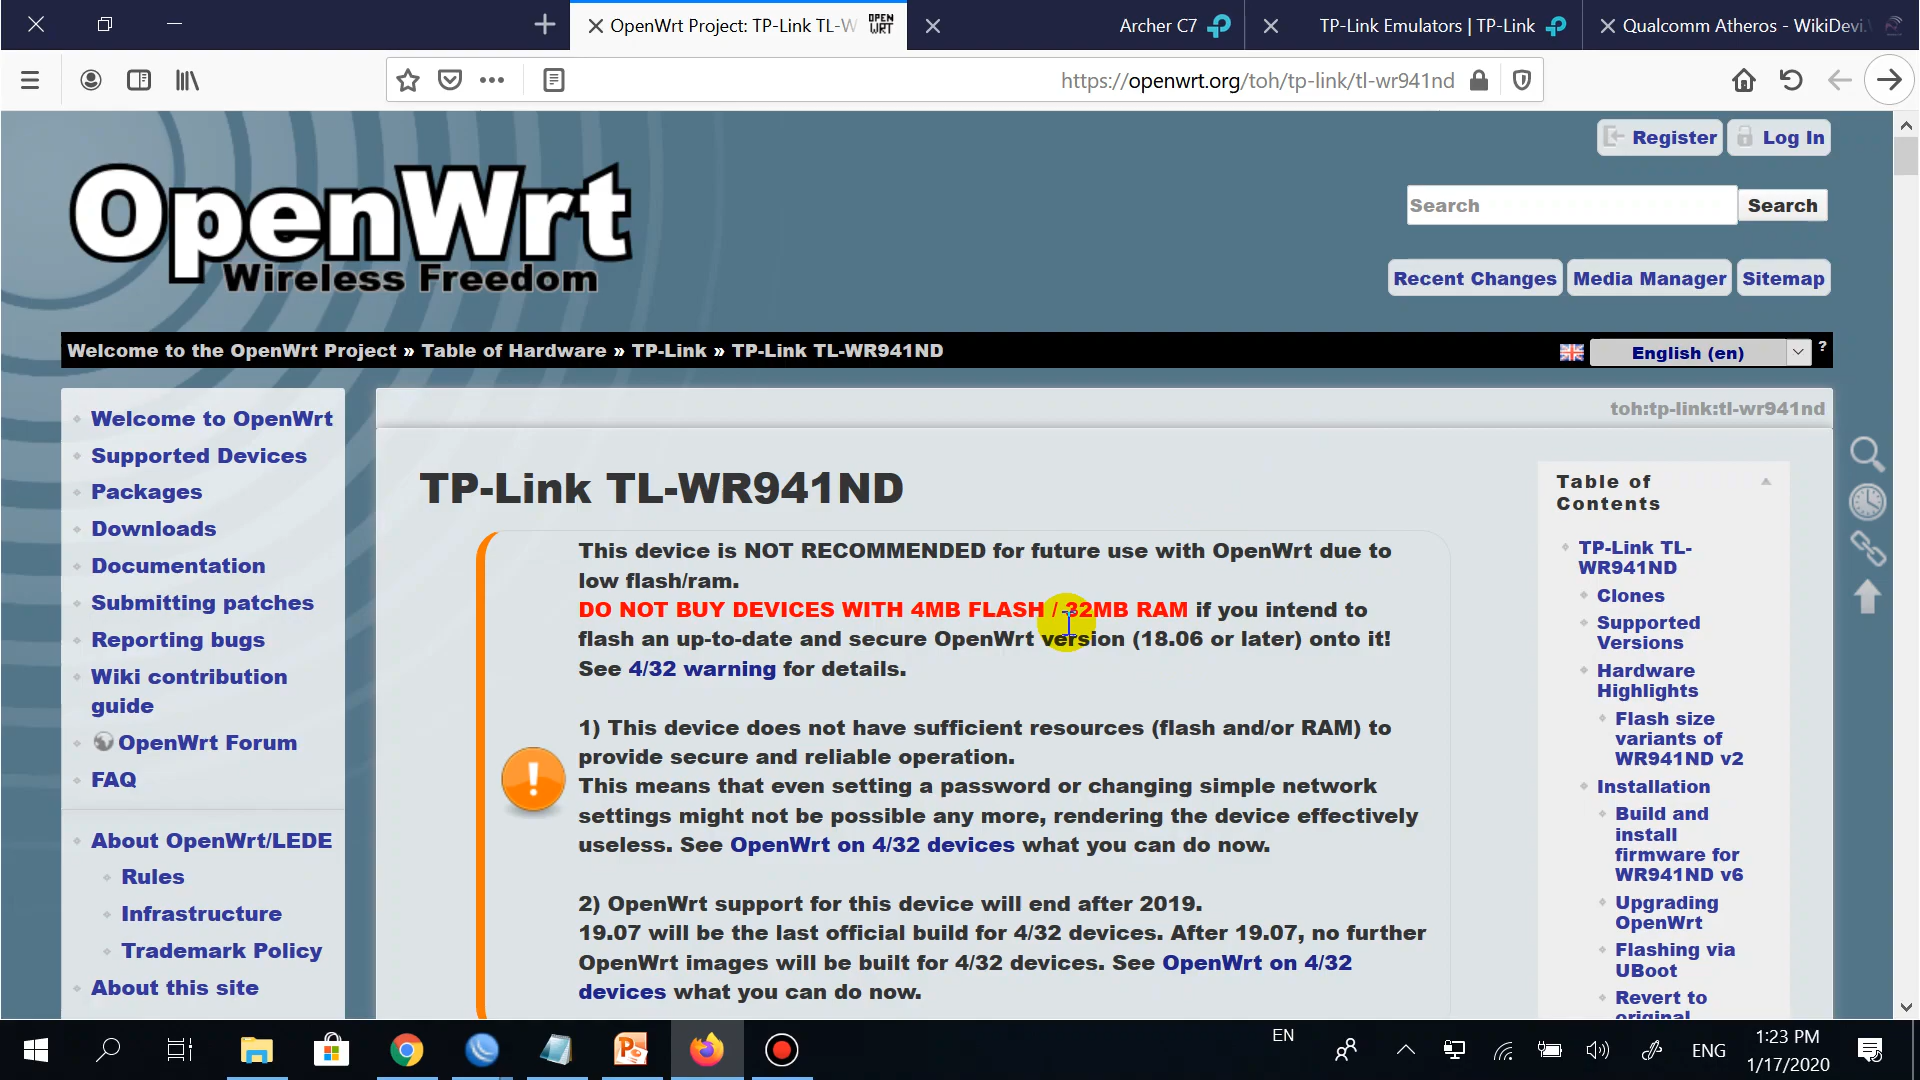 OpenWrt Project: TP-Link TL-W
OPEN WRT
Archer C7
TP-Link Emulators | TP-Link
Qualcomm Atheros - WikiDevi.
https://openwrt.org/toh/tp-link/tl-wr941nd
Register
Log In
OpenWrt
Wireless Freedom
Search
Search
Recent Changes
Media Manager
Sitemap
Welcome to the OpenWrt Project » Table of Hardware » TP-Link » TP-Link TL-WR941ND
English (en)
?
Welcome to OpenWrt
Supported Devices
Packages
Downloads
Documentation
Submitting patches
Reporting bugs
Wiki contribution
guide
OpenWrt Forum
FAQ
About OpenWrt/LEDE
Rules
Infrastructure
Trademark Policy
About this site
toh:tp-link:tl-wr941nd
TP-Link TL-WR941ND
This device is NOT RECOMMENDED for future use with OpenWrt due to
low flash/ram.
DO NOT BUY DEVICES WITH 4MB FLASH / 32MB RAM if you intend to
flash an up-to-date and secure OpenWrt version (18.06 or later) onto it!
See 4/32 warning for details.
1) This device does not have sufficient resources (flash and/or RAM) to
provide secure and reliable operation.
This means that even setting a password or changing simple network
settings might not be possible any more, rendering the device effectively
useless. See OpenWrt on 4/32 devices what you can do now.
2) OpenWrt support for this device will end after 2019.
19.07 will be the last official build for 4/32 devices. After 19.07, no further
OpenWrt images will be built for 4/32 devices. See OpenWrt on 4/32
devices what you can do now.
Table of
Contents
TP-Link TL-
WR941ND
Clones
Supported
Versions
Hardware
Highlights
Flash size
variants of
WR941ND v2
Installation
Build and
install
firmware for
WR941ND v6
Upgrading
OpenWrt
Flashing via
UBoot
Revert to
original
EN
ENG
1:23 PM
1/17/2020